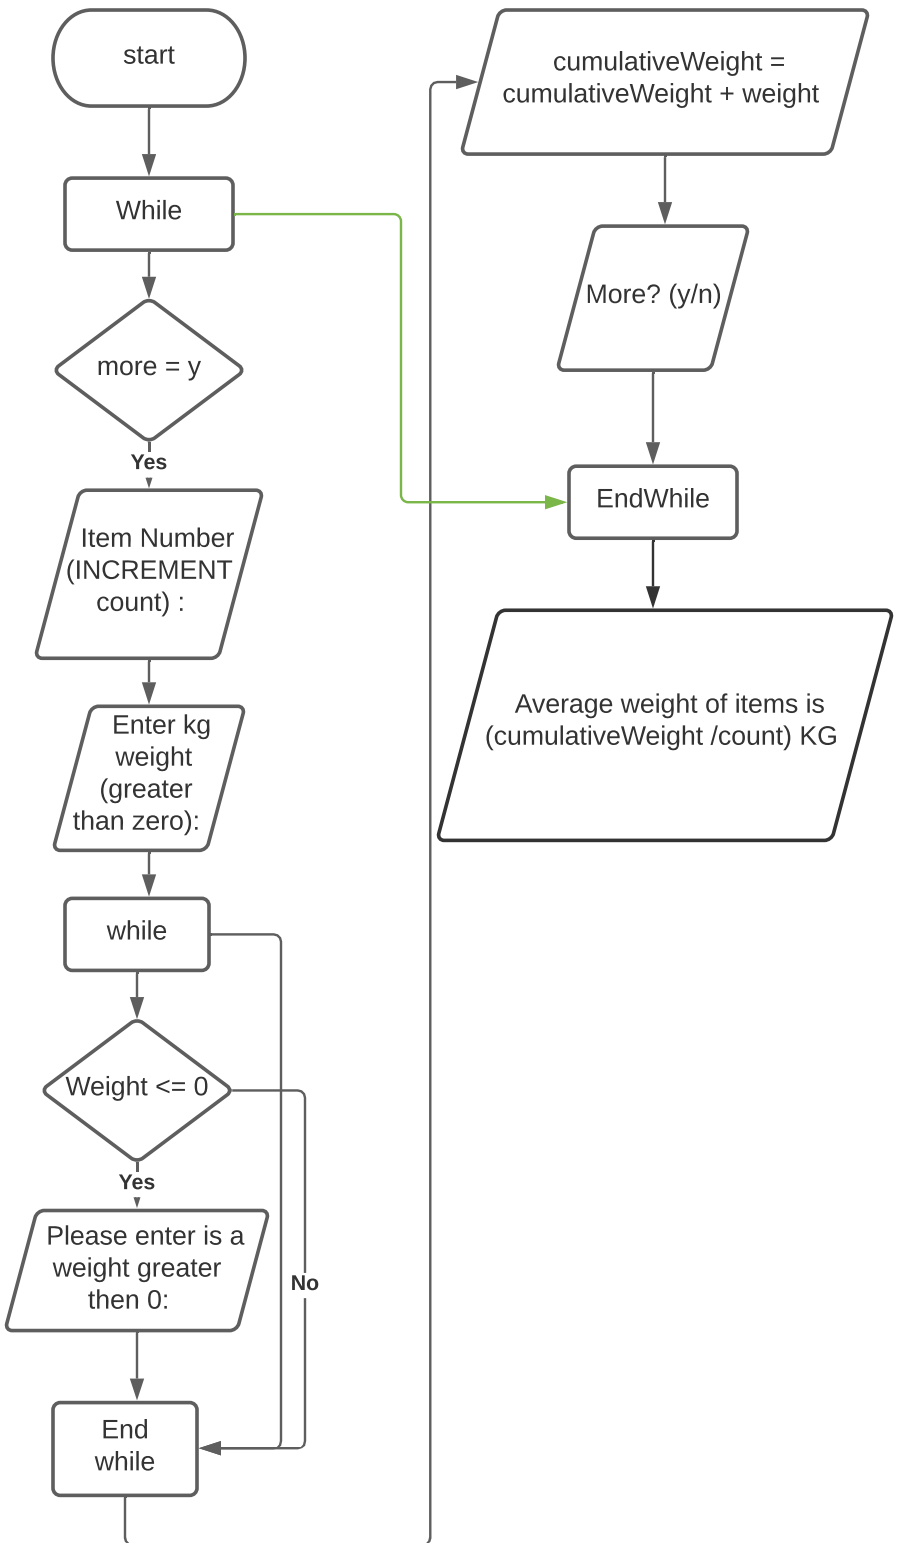 start
While
more = y
Yes
Item Number
(INCREMENT
count) :
Enter kg
weight
(greater
than zero):
while
Weight <= 0
Yes
No
Please enter is a
weight greater
then 0:
End
while
cumulativeWeight =
cumulativeWeight + weight
More? (y/n)
EndWhile
Average weight of items is
(cumulativeWeight /count) KG